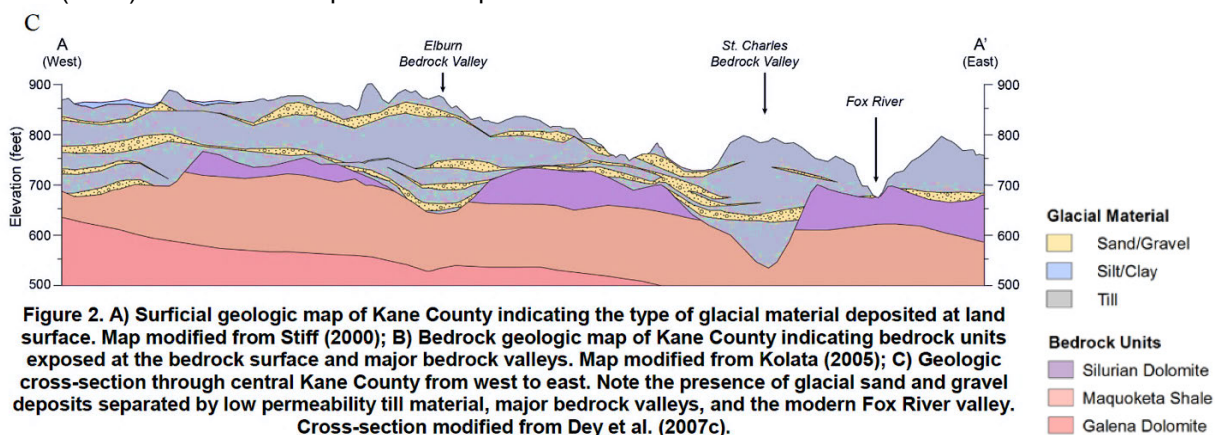 C
A
(West)
Elburn
Bedrock Valley
St. Charles
Bedrock Valley
Fox River
A'
(East)
Elevation (feet)
900
800
700
600
500
900
800
700
600
500
Glacial Material
Sand/Gravel
Silt/Clay
Till
Bedrock Units
Silurian Dolomite
Maquoketa Shale
Galena Dolomite
Figure 2. A) Surficial geologic map of Kane County indicating the type of glacial material deposited at land
surface. Map modified from Stiff (2000); B) Bedrock geologic map of Kane County indicating bedrock units
exposed at the bedrock surface and major bedrock valleys. Map modified from Kolata (2005); C) Geologic
cross-section through central Kane County from west to east. Note the presence of glacial sand and gravel
deposits separated by low permeability till material, major bedrock valleys, and the modern Fox River valley.
Cross-section modified from Dey et al. (2007c).